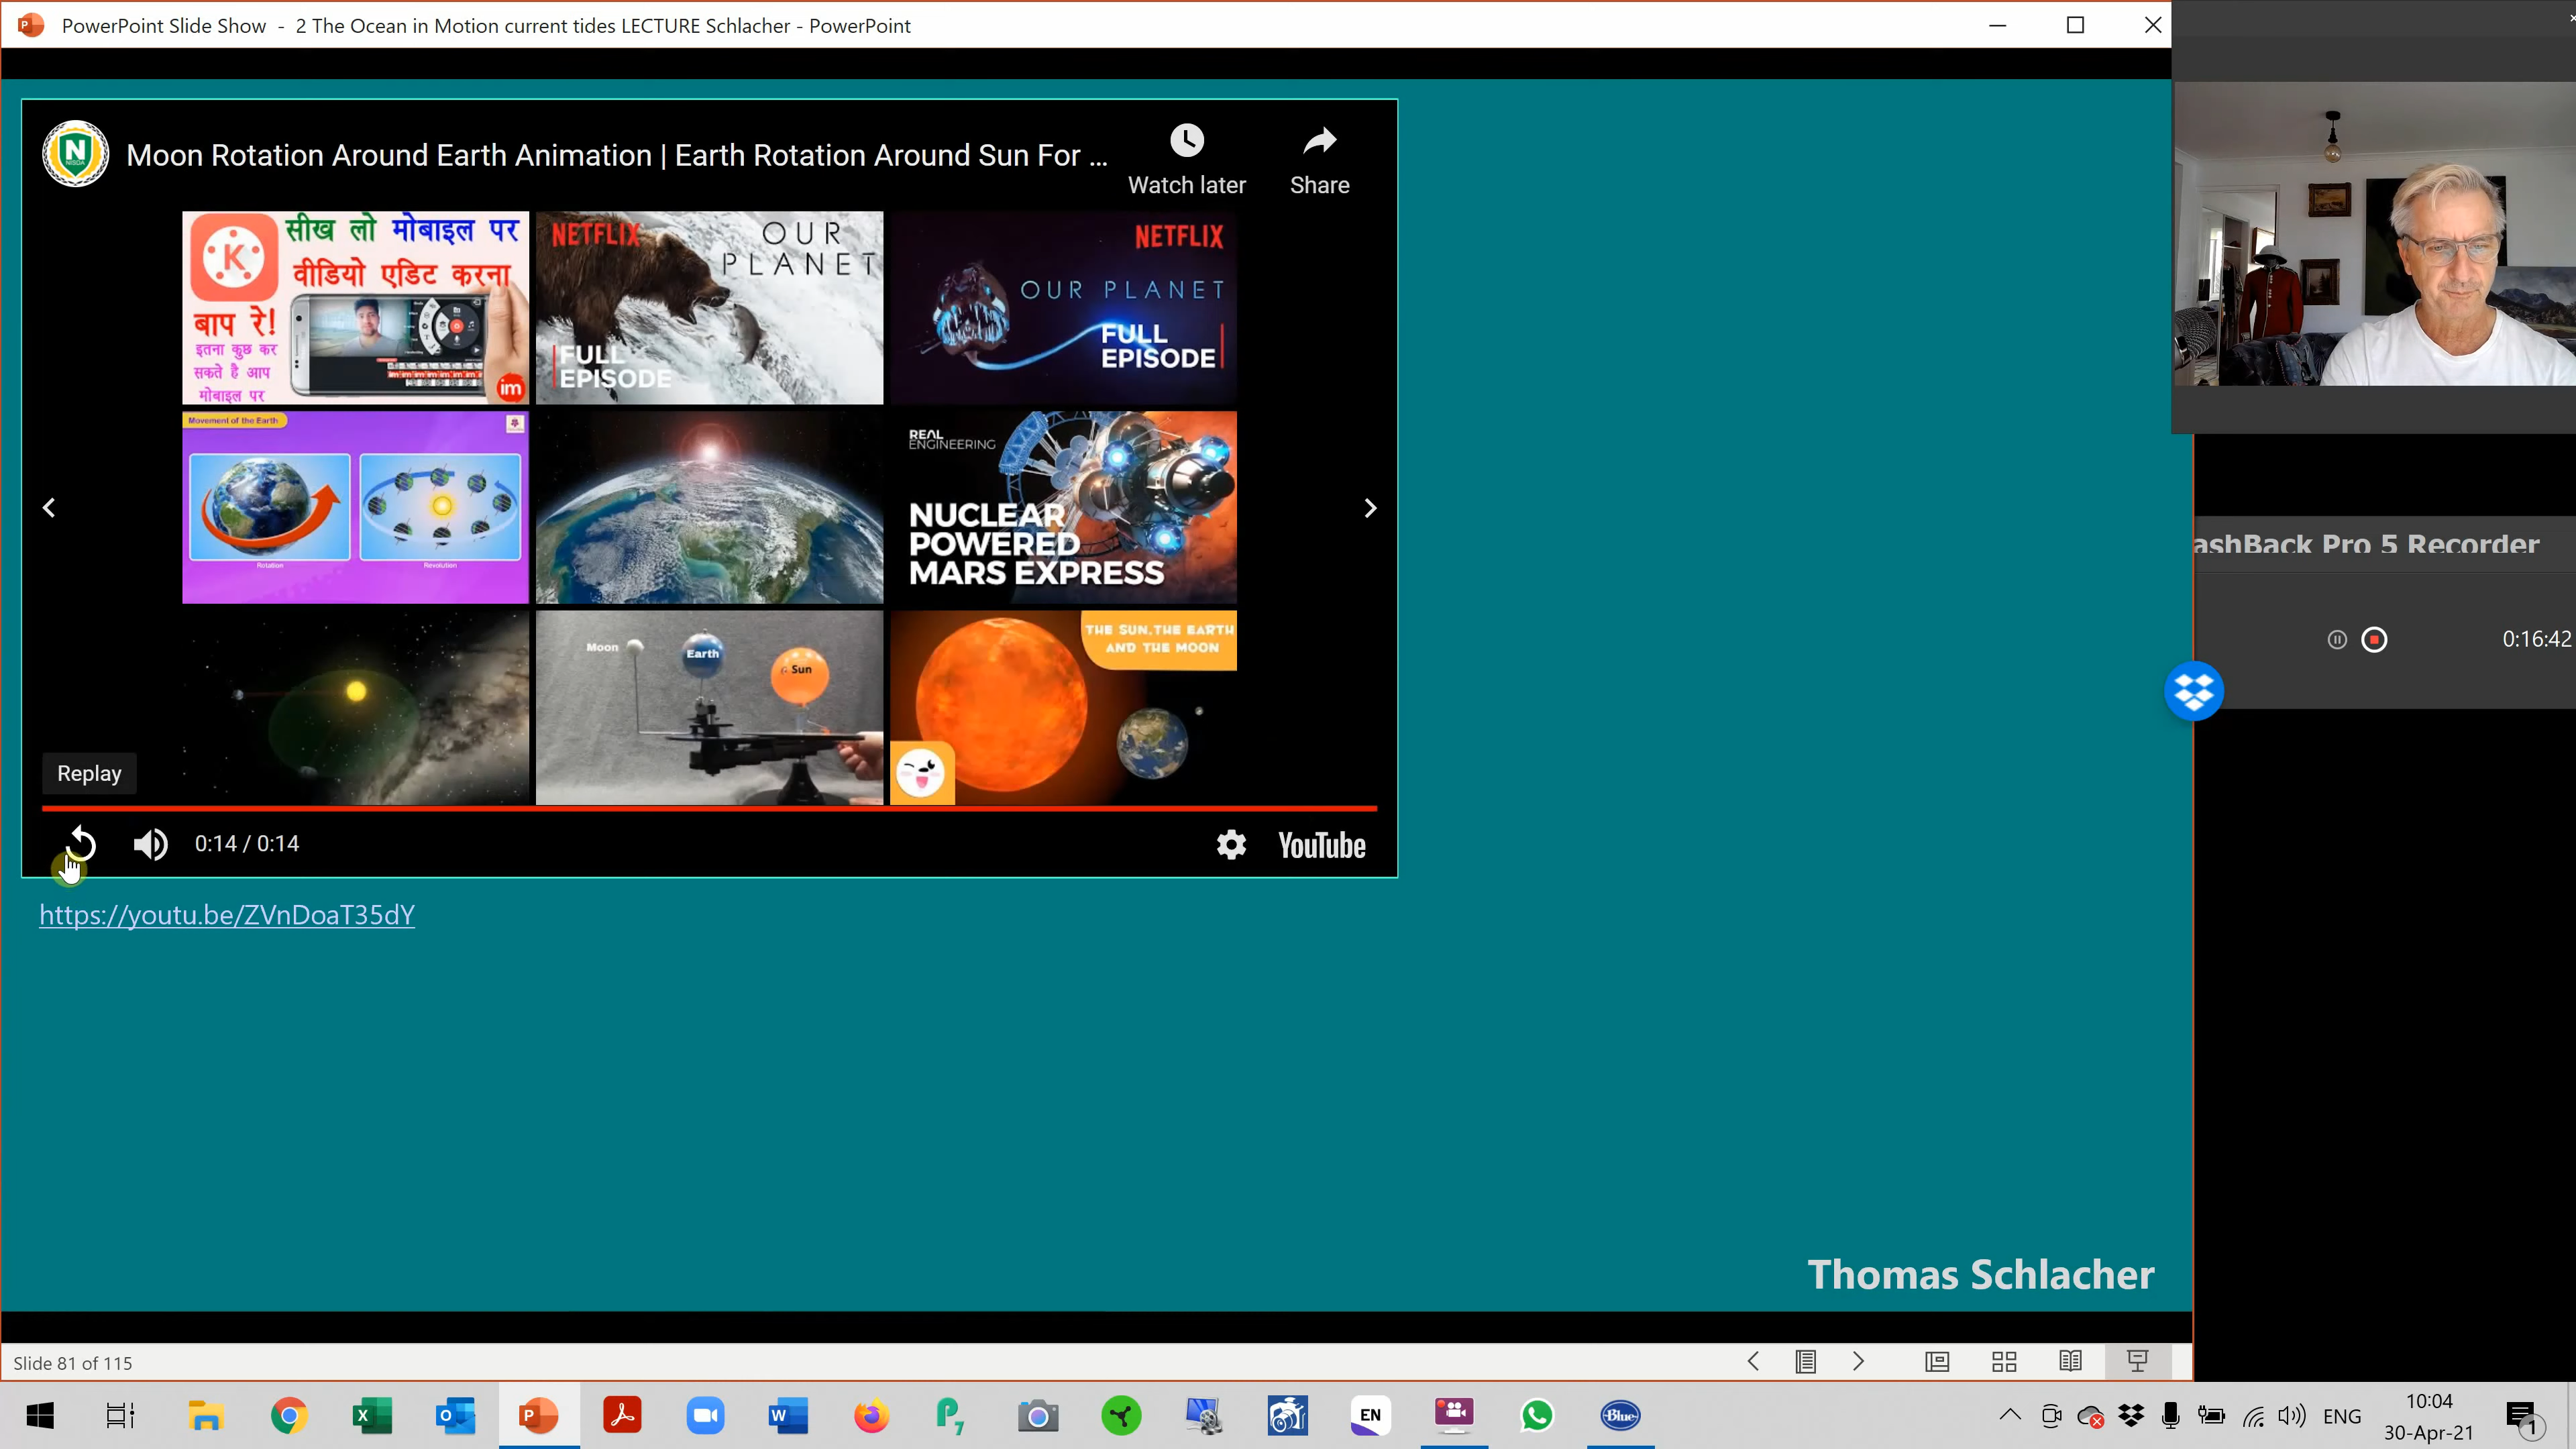 PowerPoint Slide Show - 2 The Ocean in Motion current tides LECTURE Schlacher - PowerPoint
N
Moon Rotation Around Earth Animation | Earth Rotation Around Sun For ...
Watch later
Share
K
सीख लो मोबाइल पर
वीडियो एडिट करना
बाप रे!
इतना कुछ कर
सकते है आप
मोबाइल पर
im
NETFLIX
OUR
PLANET
FULL
EPISODE
NETFLIX
OUR PLANET
FULL
EPISODE
Movement of the Earth
Rotation
Revolution
REAL
ENGINEERING
NUCLEAR
POWERED
MARS EXPRESS
Moon
Earth
Sun
THE SUN, THE EARTH
AND THE MOON
Replay
0:14 / 0:14
YouTube
https://youtu.be/ZVnDoaT35dY
Thomas Schlacher
ashBack Pro 5 Recorder
0:16:42
Slide 81 of 115
EN
Blue
ENG
10:04
30-Apr-21
1